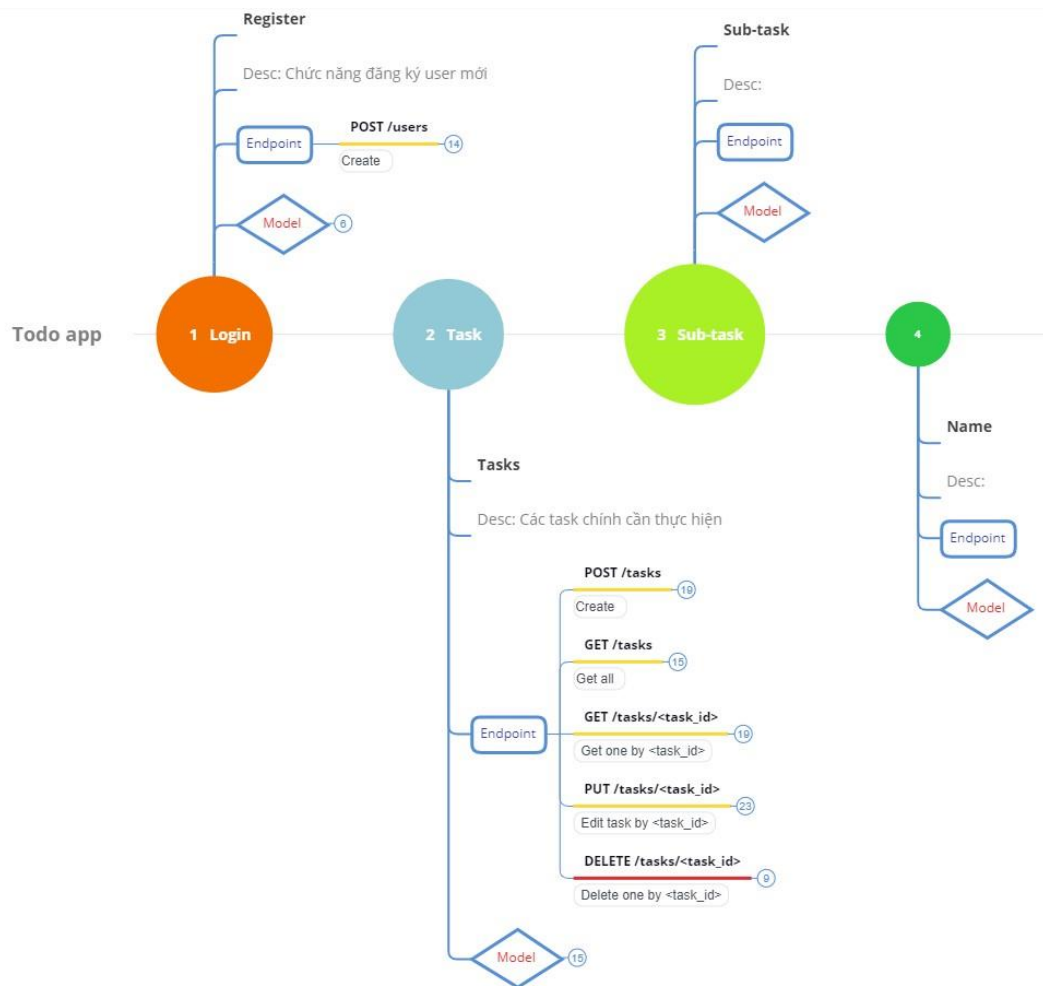 Register
Desc: Chức năng đăng ký user mới
Endpoint
POST /users
14
Create
Model
6
Sub-task
Desc:
Endpoint
Model
Todo app
1 Login
2 Task
3 Sub-task
4
Tasks
Desc: Các task chính cần thực hiện
Endpoint
POST /tasks
19
Create
GET /tasks
15
Get all
GET /tasks/<task_id>
19
Get one by <task_id>
PUT /tasks/<task_id>
23
Edit task by <task_id>
DELETE /tasks/<task_id>
9
Delete one by <task_id>
Model
15
Name
Desc:
Endpoint
Model